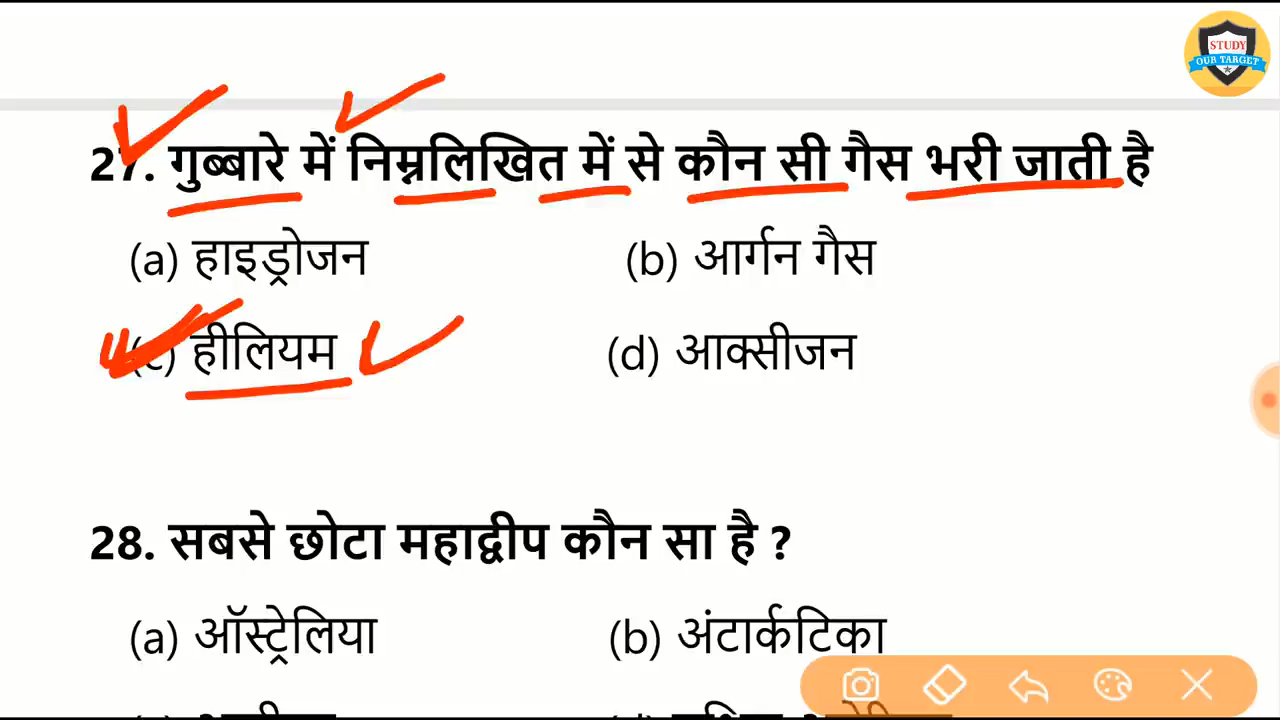 STUDY
OUR TARGET
27. गुब्बारे में निम्नलिखित में से कौन सी गैस भरी जाती है
(a) हाइड्रोजन (b) आर्गन गैस
(c) हीलियम (d) आक्सीजन
28. सबसे छोटा महाद्वीप कौन सा है ?
(a) ऑस्ट्रेलिया (b) अंटार्कटिका